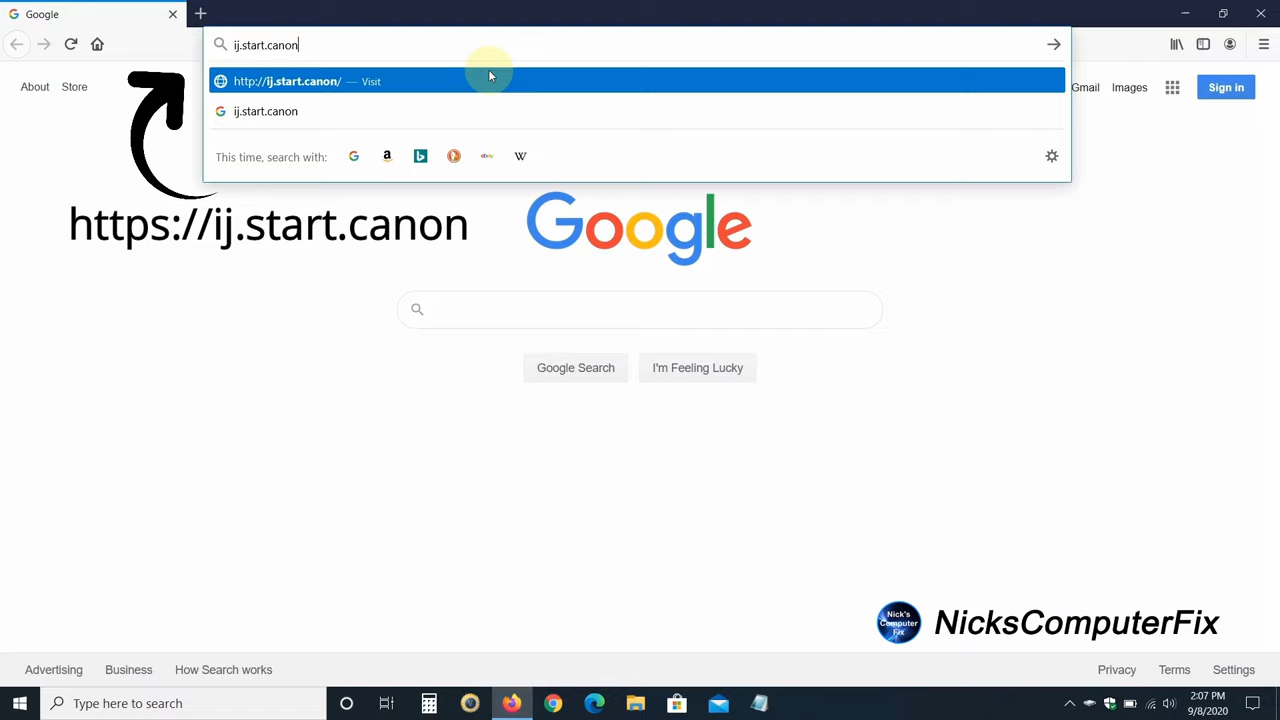 Google
ij.start.canon
http://ij.start.canon/ — Visit
ij.start.canon
This time, search with:
a
b
ebay
W
About
Store
Gmail
Images
Sign in
https://ij.start.canon
Google
Google Search
I'm Feeling Lucky
Nick's
Computer
Fix
NicksComputerFix
Advertising
Business
How Search works
Privacy
Terms
Settings
Type here to search
2:07 PM
9/8/2020